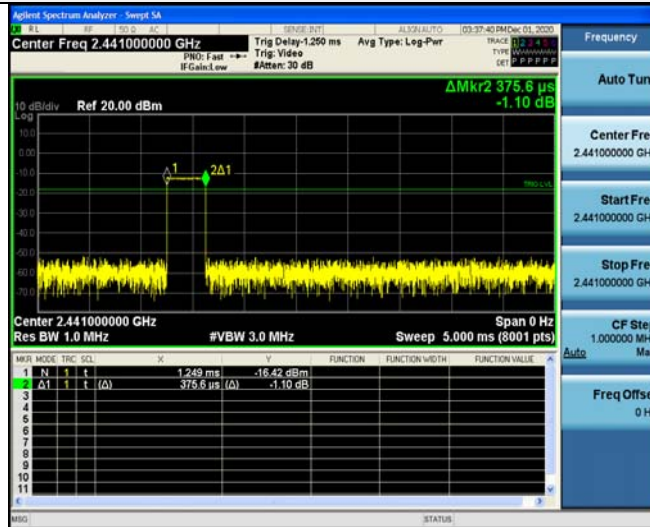 Agilent Spectrum Analyzer - Swept SA
RL RF 50 Ω AC SENSE:INT ALIGN AUTO 03:37:40 PM Dec 01, 2020
Center Freq 2.441000000 GHz
PNO: Fast
IFGain:Low
Trig Delay-1.250 ms
Trig: Video
#Atten: 30 dB
Avg Type: Log-Pwr
TRACE 1 2 3 4 5 6
TYPE
DET P P P P P P
Frequency
ΔMkr2 375.6 µs
-1.10 dB
10 dB/div Ref 20.00 dBm
Log
10.0
0.00
-10.0
-20.0
-30.0
-40.0
-50.0
-60.0
-70.0
1
2Δ1
TRIG LVL
Center 2.441000000 GHz Span 0 Hz
Res BW 1.0 MHz #VBW 3.0 MHz Sweep 5.000 ms (8001 pts)
MKR MODE TRC SCL X Y FUNCTION FUNCTION WIDTH FUNCTION VALUE
1 N 1 t 1.249 ms -16.42 dBm
2 Δ1 1 t (Δ) 375.6 µs (Δ) -1.10 dB
3
4
5
6
7
8
9
10
11
Auto Tun
Center Fre
2.441000000 GH
Start Fre
2.441000000 GH
Stop Fre
2.441000000 GH
CF Ste
1.000000 MH
Auto Ma
Freq Offse
0 H
MSG STATUS